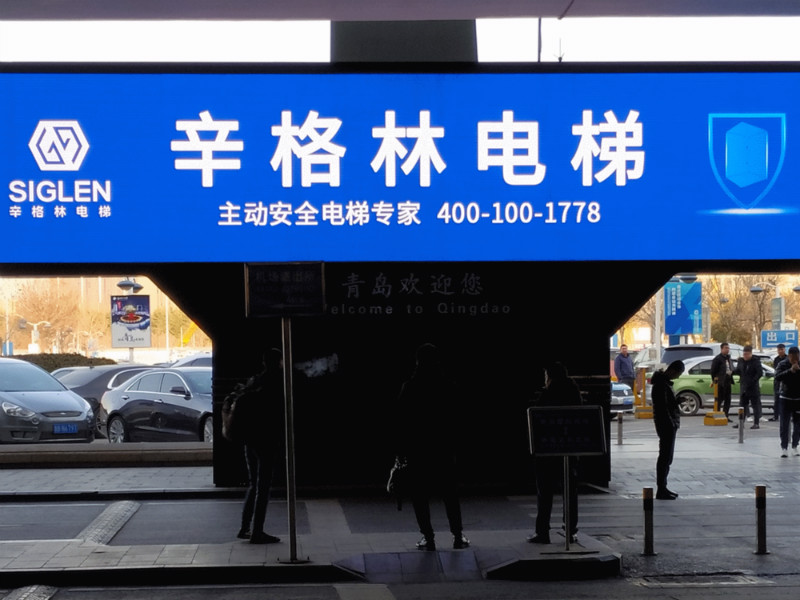 辛格林电梯
SIGLEN
辛格林电梯
主动安全电梯专家 400-100-1778
青岛欢迎您
Welcome to Qingdao
出口